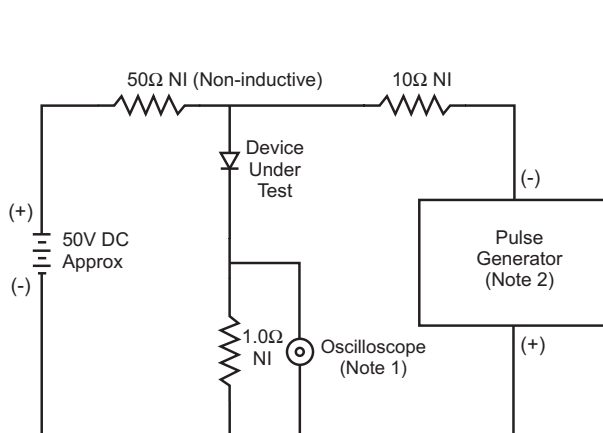 50Ω NI (Non-inductive)
10Ω NI
Device
Under
Test
(+)
50V DC
Approx
(-)
(-)
Pulse
Generator
(Note 2)
(+)
1.0Ω
NI
Oscilloscope
(Note 1)